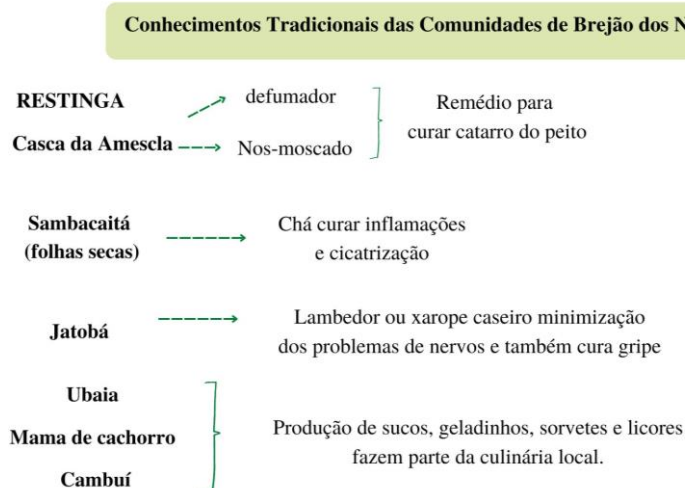 Conhecimentos Tradicionais das Comunidades de Brejão dos
RESTINGA
defumador
Casca da Amescla
Nos-moscado
Remédio para
curar catarro do peito
Sambacaitá
(folhas secas)
Chá curar inflamações
e cicatrização
Jatobá
Lambedor ou xarope caseiro minimização
dos problemas de nervos e também cura gripe
Ubaia
Mama de cachorro
Cambuí
Produção de sucos, geladinhos, sorvetes e licores
fazem parte da culinária local.